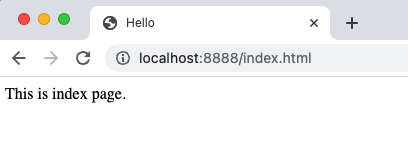 Hello
localhost:8888/index.html
This is index page.